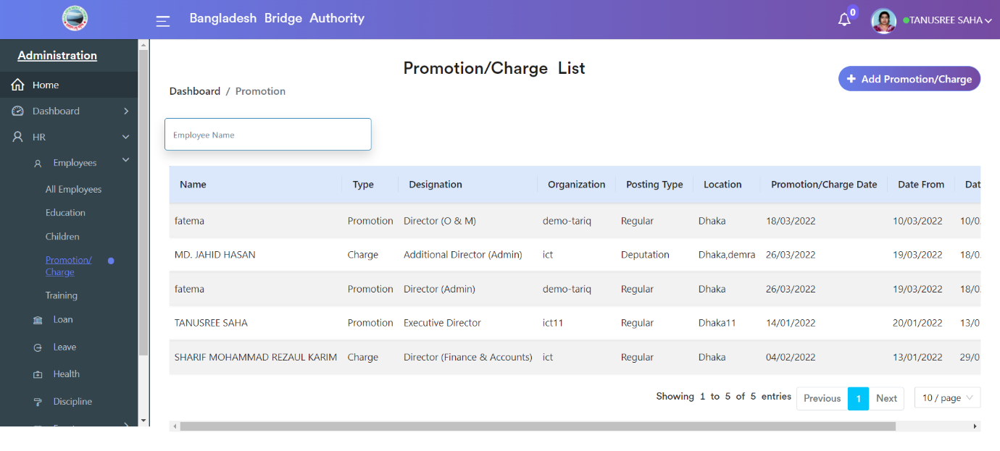 Bangladesh Bridge Authority
0
TANUSREE SAHA
Administration
Home
Dashboard
HR
Employees
All Employees
Education
Children
Promotion/
Charge
Training
Loan
Leave
Health
Discipline
Promotion/Charge List
+ Add Promotion/Charge
Dashboard / Promotion
Employee Name
Name Type Designation Organization Posting Type Location Promotion/Charge Date Date From Dat
fatema Promotion Director (O & M) demo-tariq Regular Dhaka 18/03/2022 10/03/2022 10/0
MD. JAHID HASAN Charge Additional Director (Admin) ict Deputation Dhaka,demra 26/03/2022 19/03/2022 18/0
fatema Promotion Director (Admin) demo-tariq Regular Dhaka 26/03/2022 19/03/2022 18/0
TANUSREE SAHA Promotion Executive Director ict11 Regular Dhaka11 14/01/2022 20/01/2022 13/0
SHARIF MOHAMMAD REZAUL KARIM Charge Director (Finance & Accounts) ict Regular Dhaka 04/02/2022 13/01/2022 29/0
Showing 1 to 5 of 5 entries Previous 1 Next 10 / page